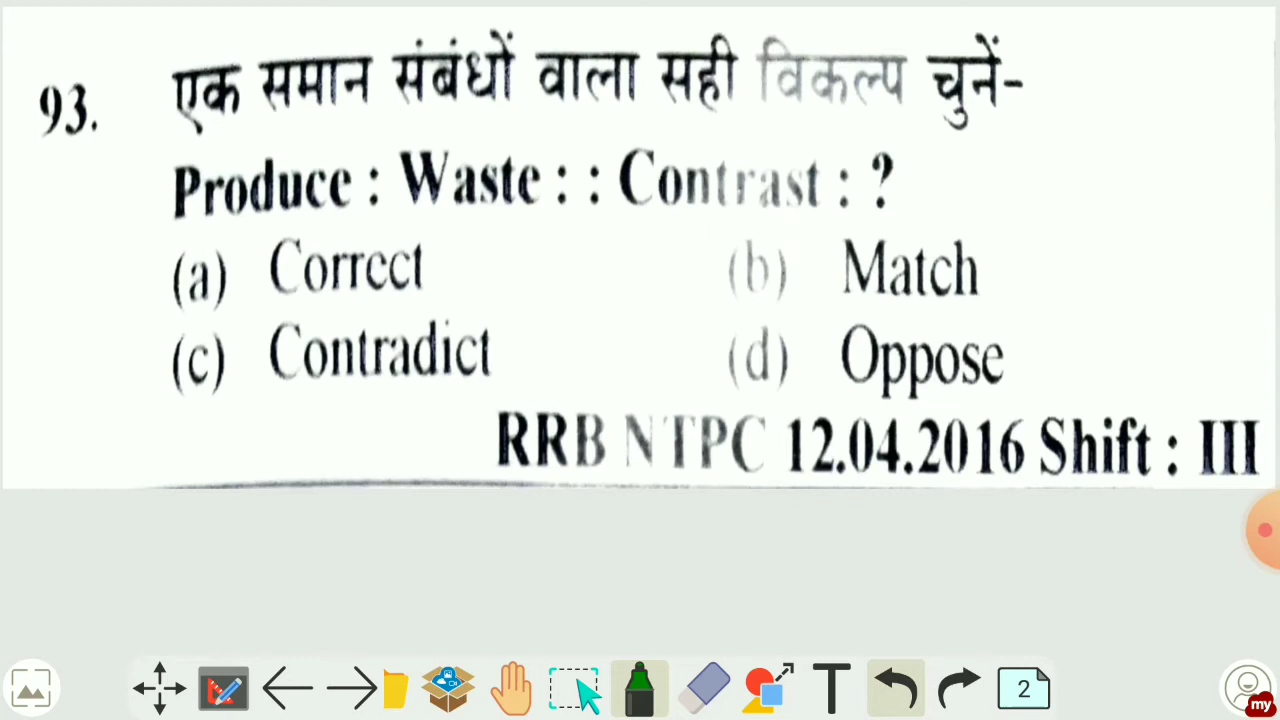 93. एक समान संबंधों वाला सही विकल्प चुनें-
Produce : Waste : : Contrast : ?
(a) Correct (b) Match
(c) Contradict (d) Oppose
RRB NTPC 12.04.2016 Shift : III
T 2
my